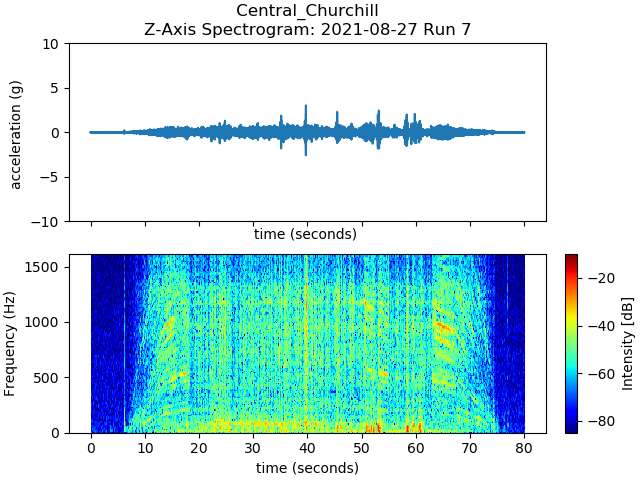 Central_Churchill
Z-Axis Spectrogram: 2021-08-27 Run 7
10
5
0
−5
−10
acceleration (g)
time (seconds)
1500
1000
500
0
Frequency (Hz)
0 10 20 30 40 50 60 70 80
time (seconds)
−20
−40
−60
−80
Intensity [dB]